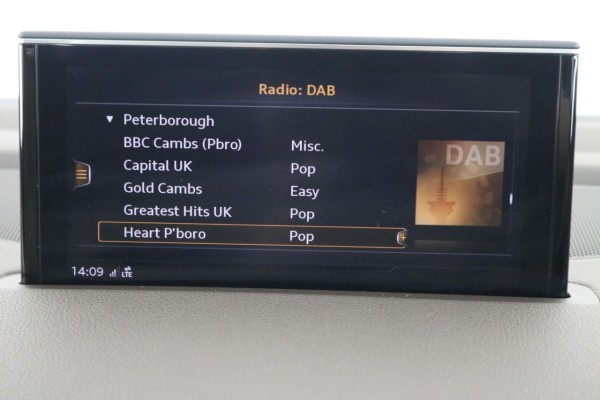 Radio: DAB
Peterborough
BBC Cambs (Pbro) Misc.
Capital UK Pop
Gold Cambs Easy
Greatest Hits UK Pop
Heart P'boro Pop
DAB
14:09 LTE